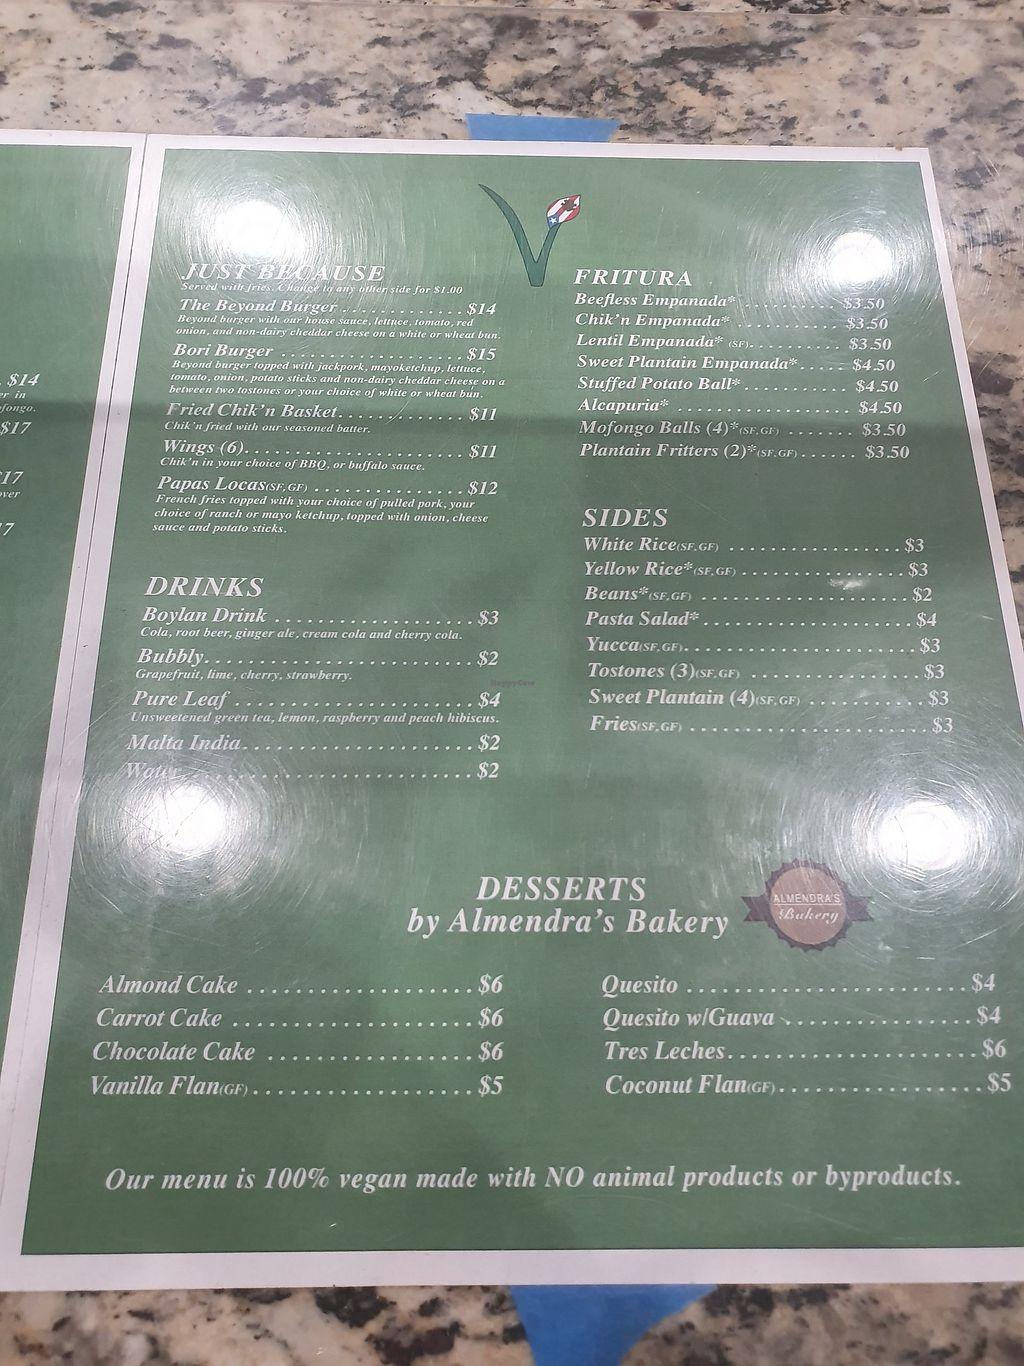 $14
er in
fongo.
$17
$17
over
7
JUST BECAUSE
Served with fries. Change to any other side for $1.00
The Beyond Burger ............. $14
Beyond burger with our house sauce, lettuce, tomato, red
onion, and non-dairy cheddar cheese on a white or wheat bun.
Bori Burger ................... $15
Beyond burger topped with jackpork, mayoketchup, lettuce,
tomato, onion, potato sticks and non-dairy cheddar cheese on a
between two tostones or your choice of white or wheat bun.
Fried Chik'n Basket............. $11
Chik'n fried with our seasoned batter.
Wings (6)....................... $11
Chik'n in your choice of BBQ, or buffalo sauce.
Papas Locas(SF,GF) ............... $12
French fries topped with your choice of pulled pork, your
choice of ranch or mayo ketchup, topped with onion, cheese
sauce and potato sticks.
DRINKS
Boylan Drink .................... $3
Cola, root beer, ginger ale, cream cola and cherry cola.
Bubbly.......................... $2
Grapefruit, lime, cherry, strawberry.
Pure Leaf ....................... $4
Unsweetened green tea, lemon, raspberry and peach hibiscus.
Malta India...................... $2
Water........................... $2
FRITURA
Beefless Empanada* ............ $3.50
Chik'n Empanada* ............. $3.50
Lentil Empanada* (SF).......... $3.50
Sweet Plantain Empanada*..... $4.50
Stuffed Potato Ball*........... $4.50
Alcapuria* ................... $4.50
Mofongo Balls (4)*(SF,GF) ....... $3.50
Plantain Fritters (2)*(SF,GF)...... $3.50
SIDES
White Rice(SF,GF) .................. $3
Yellow Rice*(SF,GF) ................. $3
Beans*(SF,GF) ...................... $2
Pasta Salad*....................... $4
Yucca(SF,GF)........................ $3
Tostones (3)(SF,GF) .................. $3
Sweet Plantain (4)(SF,GF) ............ $3
Fries(SF,GF) ......................... $3
DESSERTS
by Almendra's Bakery
ALMENDRA'S
Bakery
Almond Cake ................... $6
Carrot Cake .................... $6
Chocolate Cake ................. $6
Vanilla Flan(GF)................... $5
Quesito ........................ $4
Quesito w/Guava ................ $4
Tres Leches..................... $6
Coconut Flan(GF).................. $5
Our menu is 100% vegan made with NO animal products or byproducts.